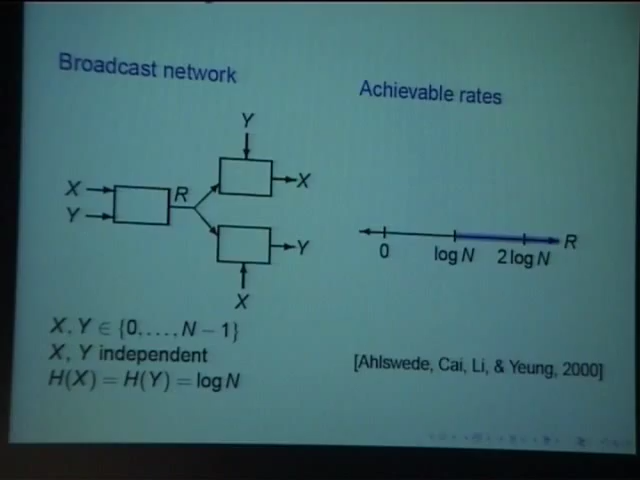 Broadcast network
Achievable rates
Y
X
R
X
Y
Y
X
0
log N
2 log N
R
X, Y ∈ {0, . . . , N − 1}
X, Y independent
H(X) = H(Y) = log N
[Ahlswede, Cai, Li, & Yeung, 2000]